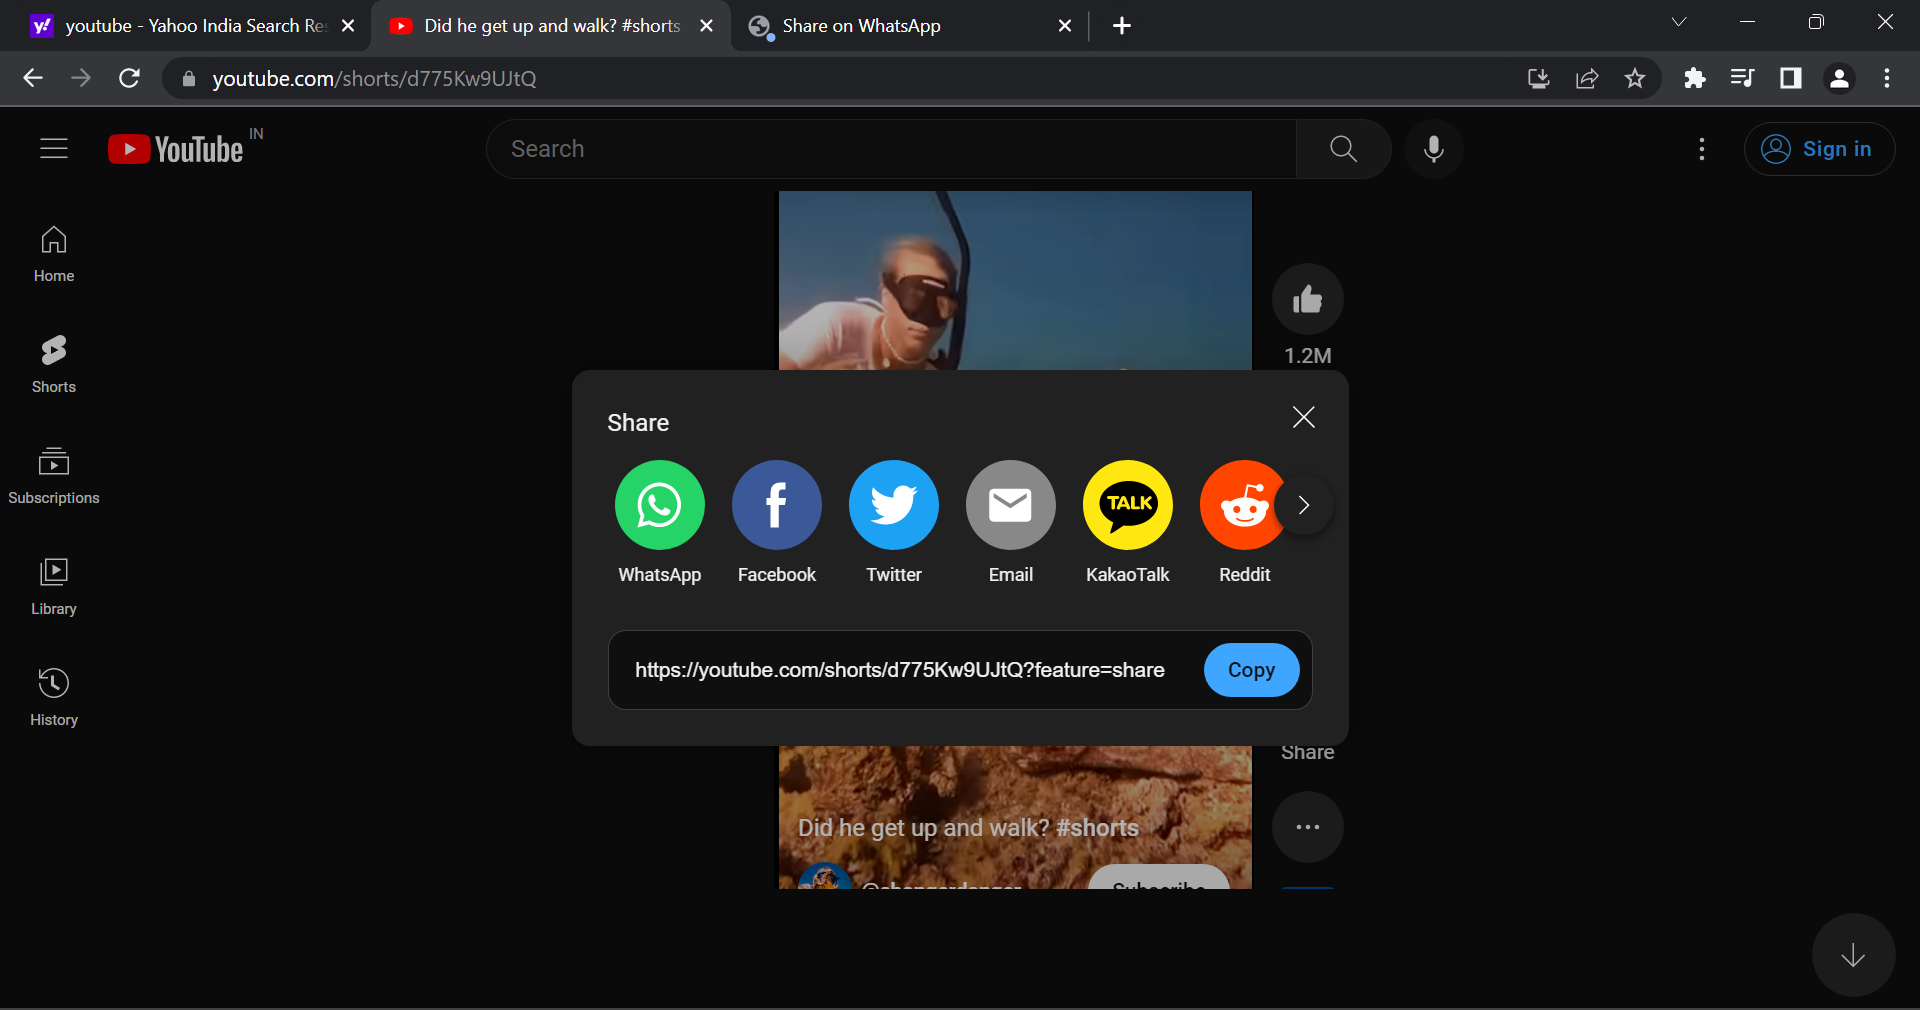 youtube - Yahoo India Search Re
Did he get up and walk? #shorts
Share on WhatsApp
youtube.com/shorts/d775Kw9UJtQ
YouTube IN
Search
Sign in
Home
Shorts
Subscriptions
Library
History
1.2M
Share
TALK
WhatsApp
Facebook
Twitter
Email
KakaoTalk
Reddit
https://youtube.com/shorts/d775Kw9UJtQ?feature=share
Copy
Share
Did he get up and walk? #shorts
Subscribe